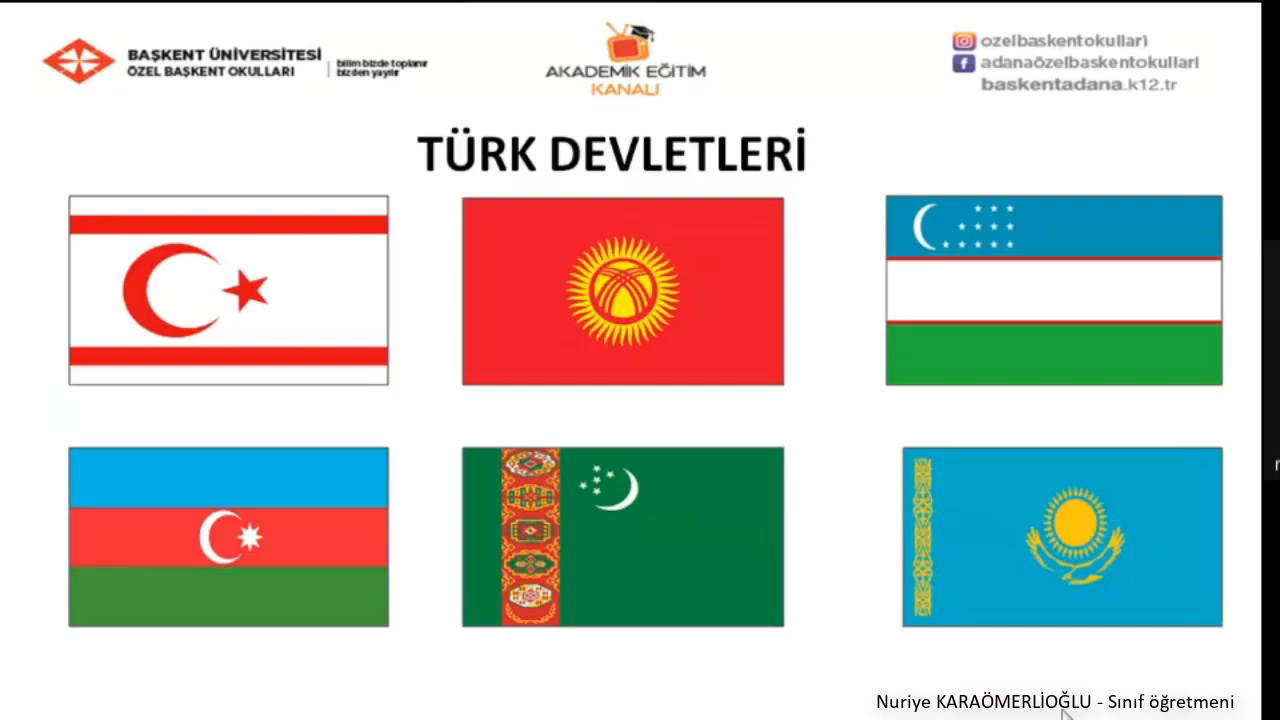 BAŞKENT ÜNİVERSİTESİ
ÖZEL BAŞKENT OKULLARI
bilim bizde toplanır
bizden yayılır
AKADEMİK EĞİTİM
KANALI
ozelbaskentokullari
adanaözelbaskentokullari
baskentadana.k12.tr
TÜRK DEVLETLERİ
Nuriye KARAÖMERLİOĞLU - Sınıf öğretmeni